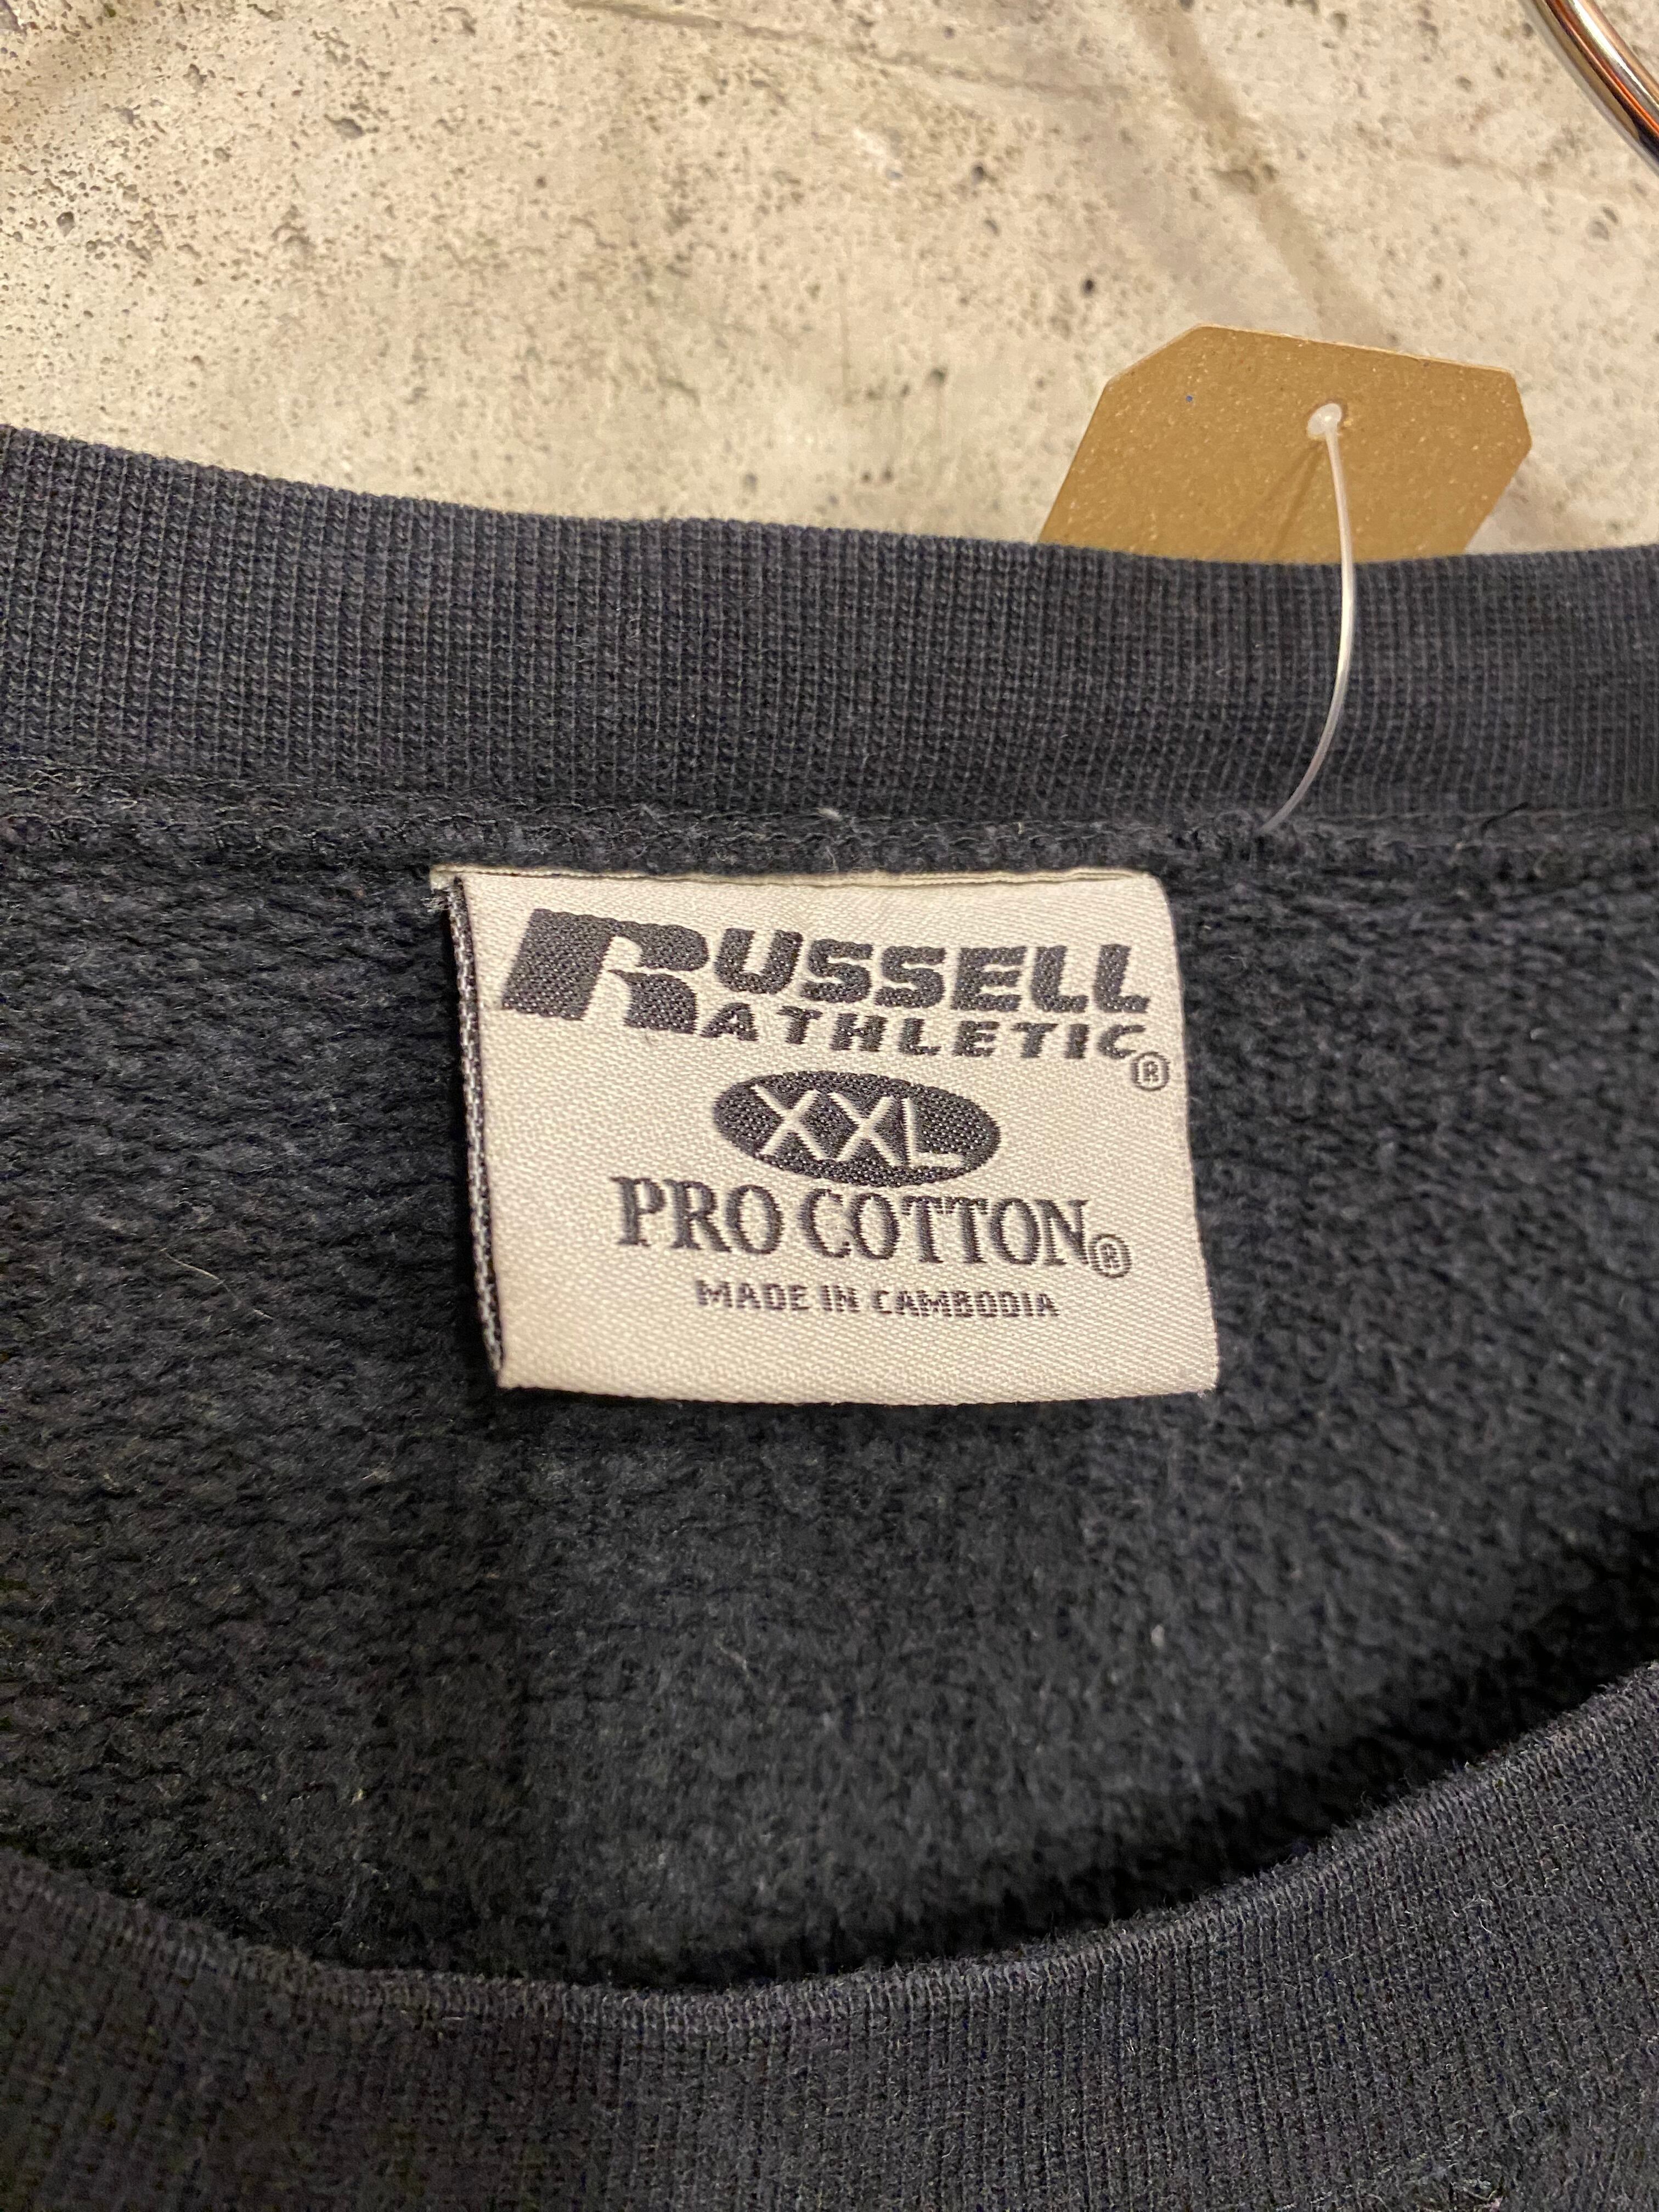 RUSSELL
ATHLETIC®
XXL
PRO COTTON®
MADE IN CAMBODIA